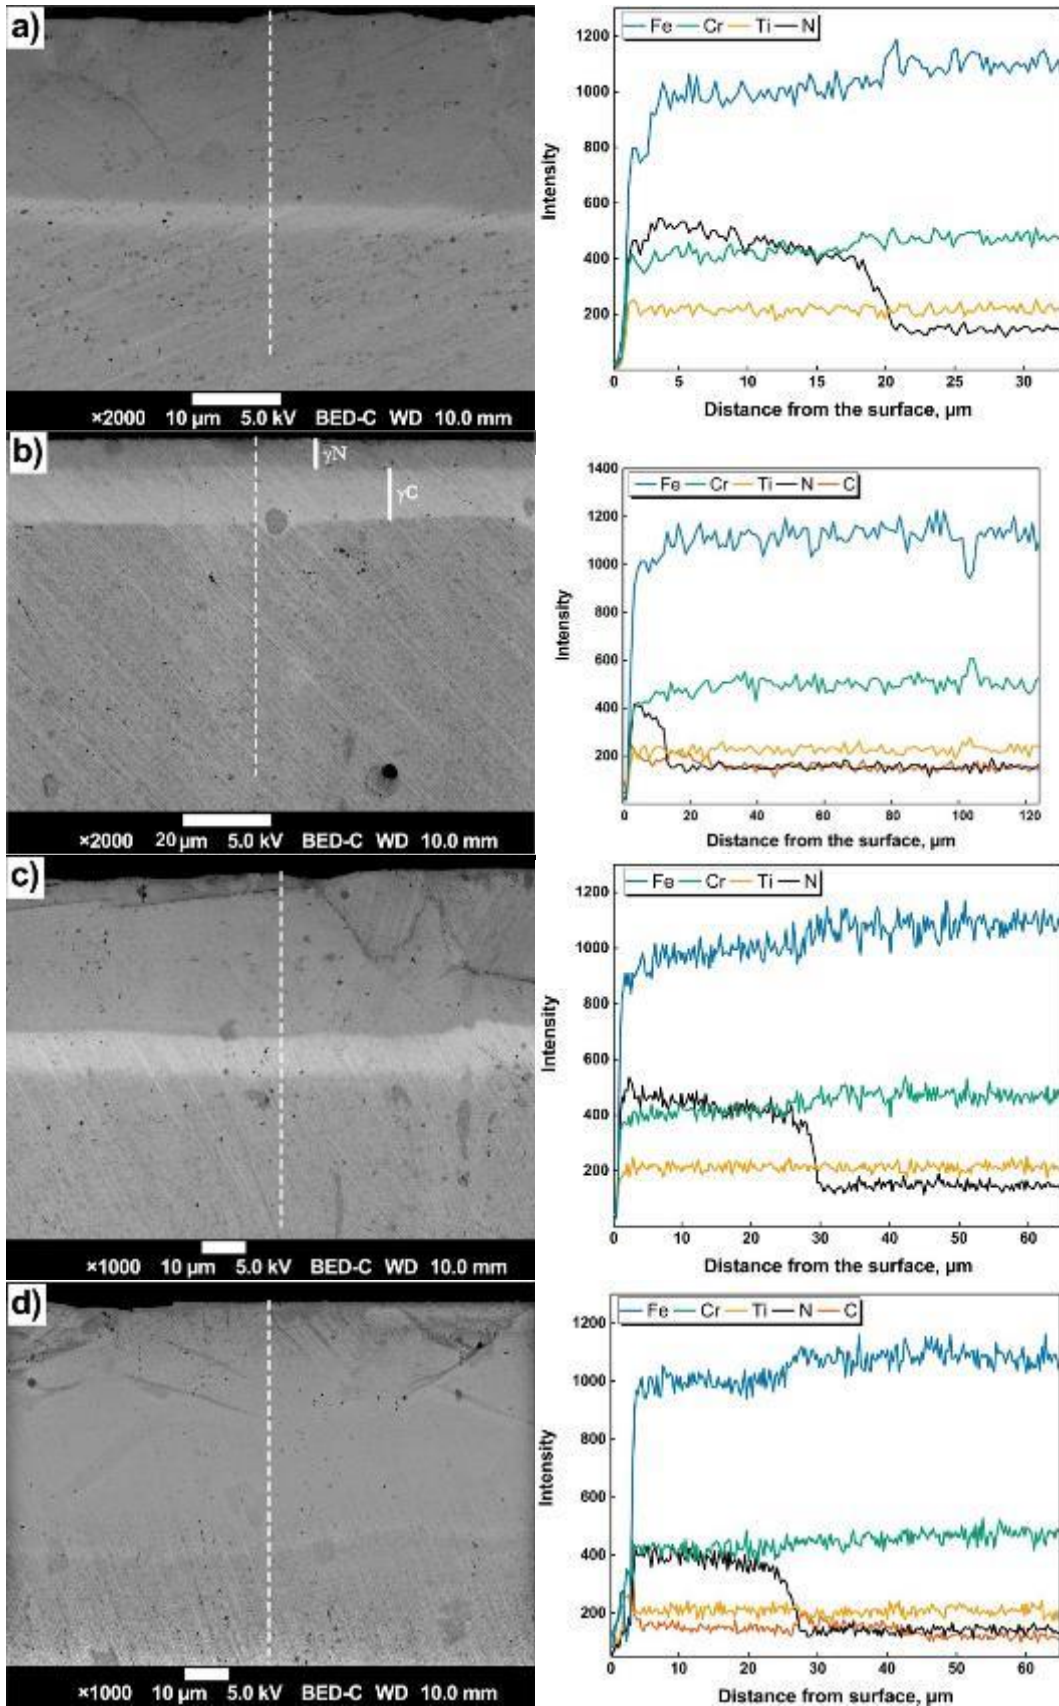 a)
×2000 10 μm 5.0 kV BED-C WD 10.0 mm
Fe Cr Ti N
1200
1000
800
600
400
200
Intensity
0 5 10 15 20 25 30
Distance from the surface, μm
b)
γN
γC
×2000 20 μm 5.0 kV BED-C WD 10.0 mm
1400
Fe Cr Ti N C
1200
1000
800
600
400
200
Intensity
0 20 40 60 80 100 120
Distance from the surface, μm
c)
×1000 10 μm 5.0 kV BED-C WD 10.0 mm
Fe Cr Ti N
1200
1000
800
600
400
200
Intensity
0 10 20 30 40 50 60
Distance from the surface, μm
d)
×1000 10 μm 5.0 kV BED-C WD 10.0 mm
Fe Cr Ti N C
1200
1000
800
600
400
200
Intensity
0 10 20 30 40 50 60
Distance from surface, μm